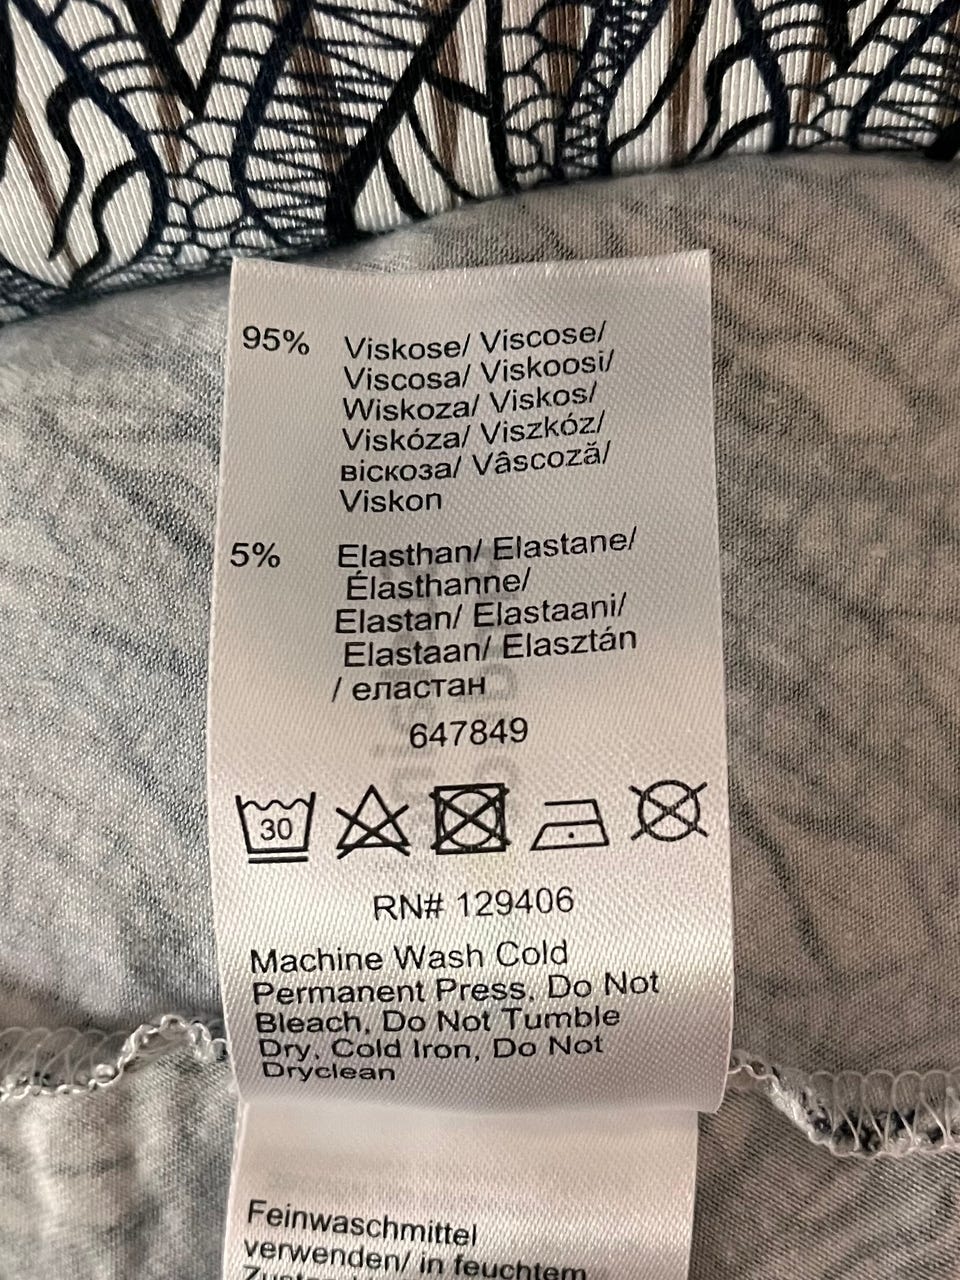 95% Viskose/ Viscose/
Viscosa/ Viskoosi/
Wiskoza/ Viskos/
Viskóza/ Viszkóz/
віскоза/ Vâscoză/
Viskon
5% Elasthan/ Elastane/
Élasthanne/
Elastan/ Elastaani/
Elastaan/ Elasztán
/ еластан
647849
30
RN# 129406
Machine Wash Cold
Permanent Press, Do Not
Bleach, Do Not Tumble
Dry, Cold Iron, Do Not
Dryclean
Feinwaschmittel
verwenden/ in feuchtem